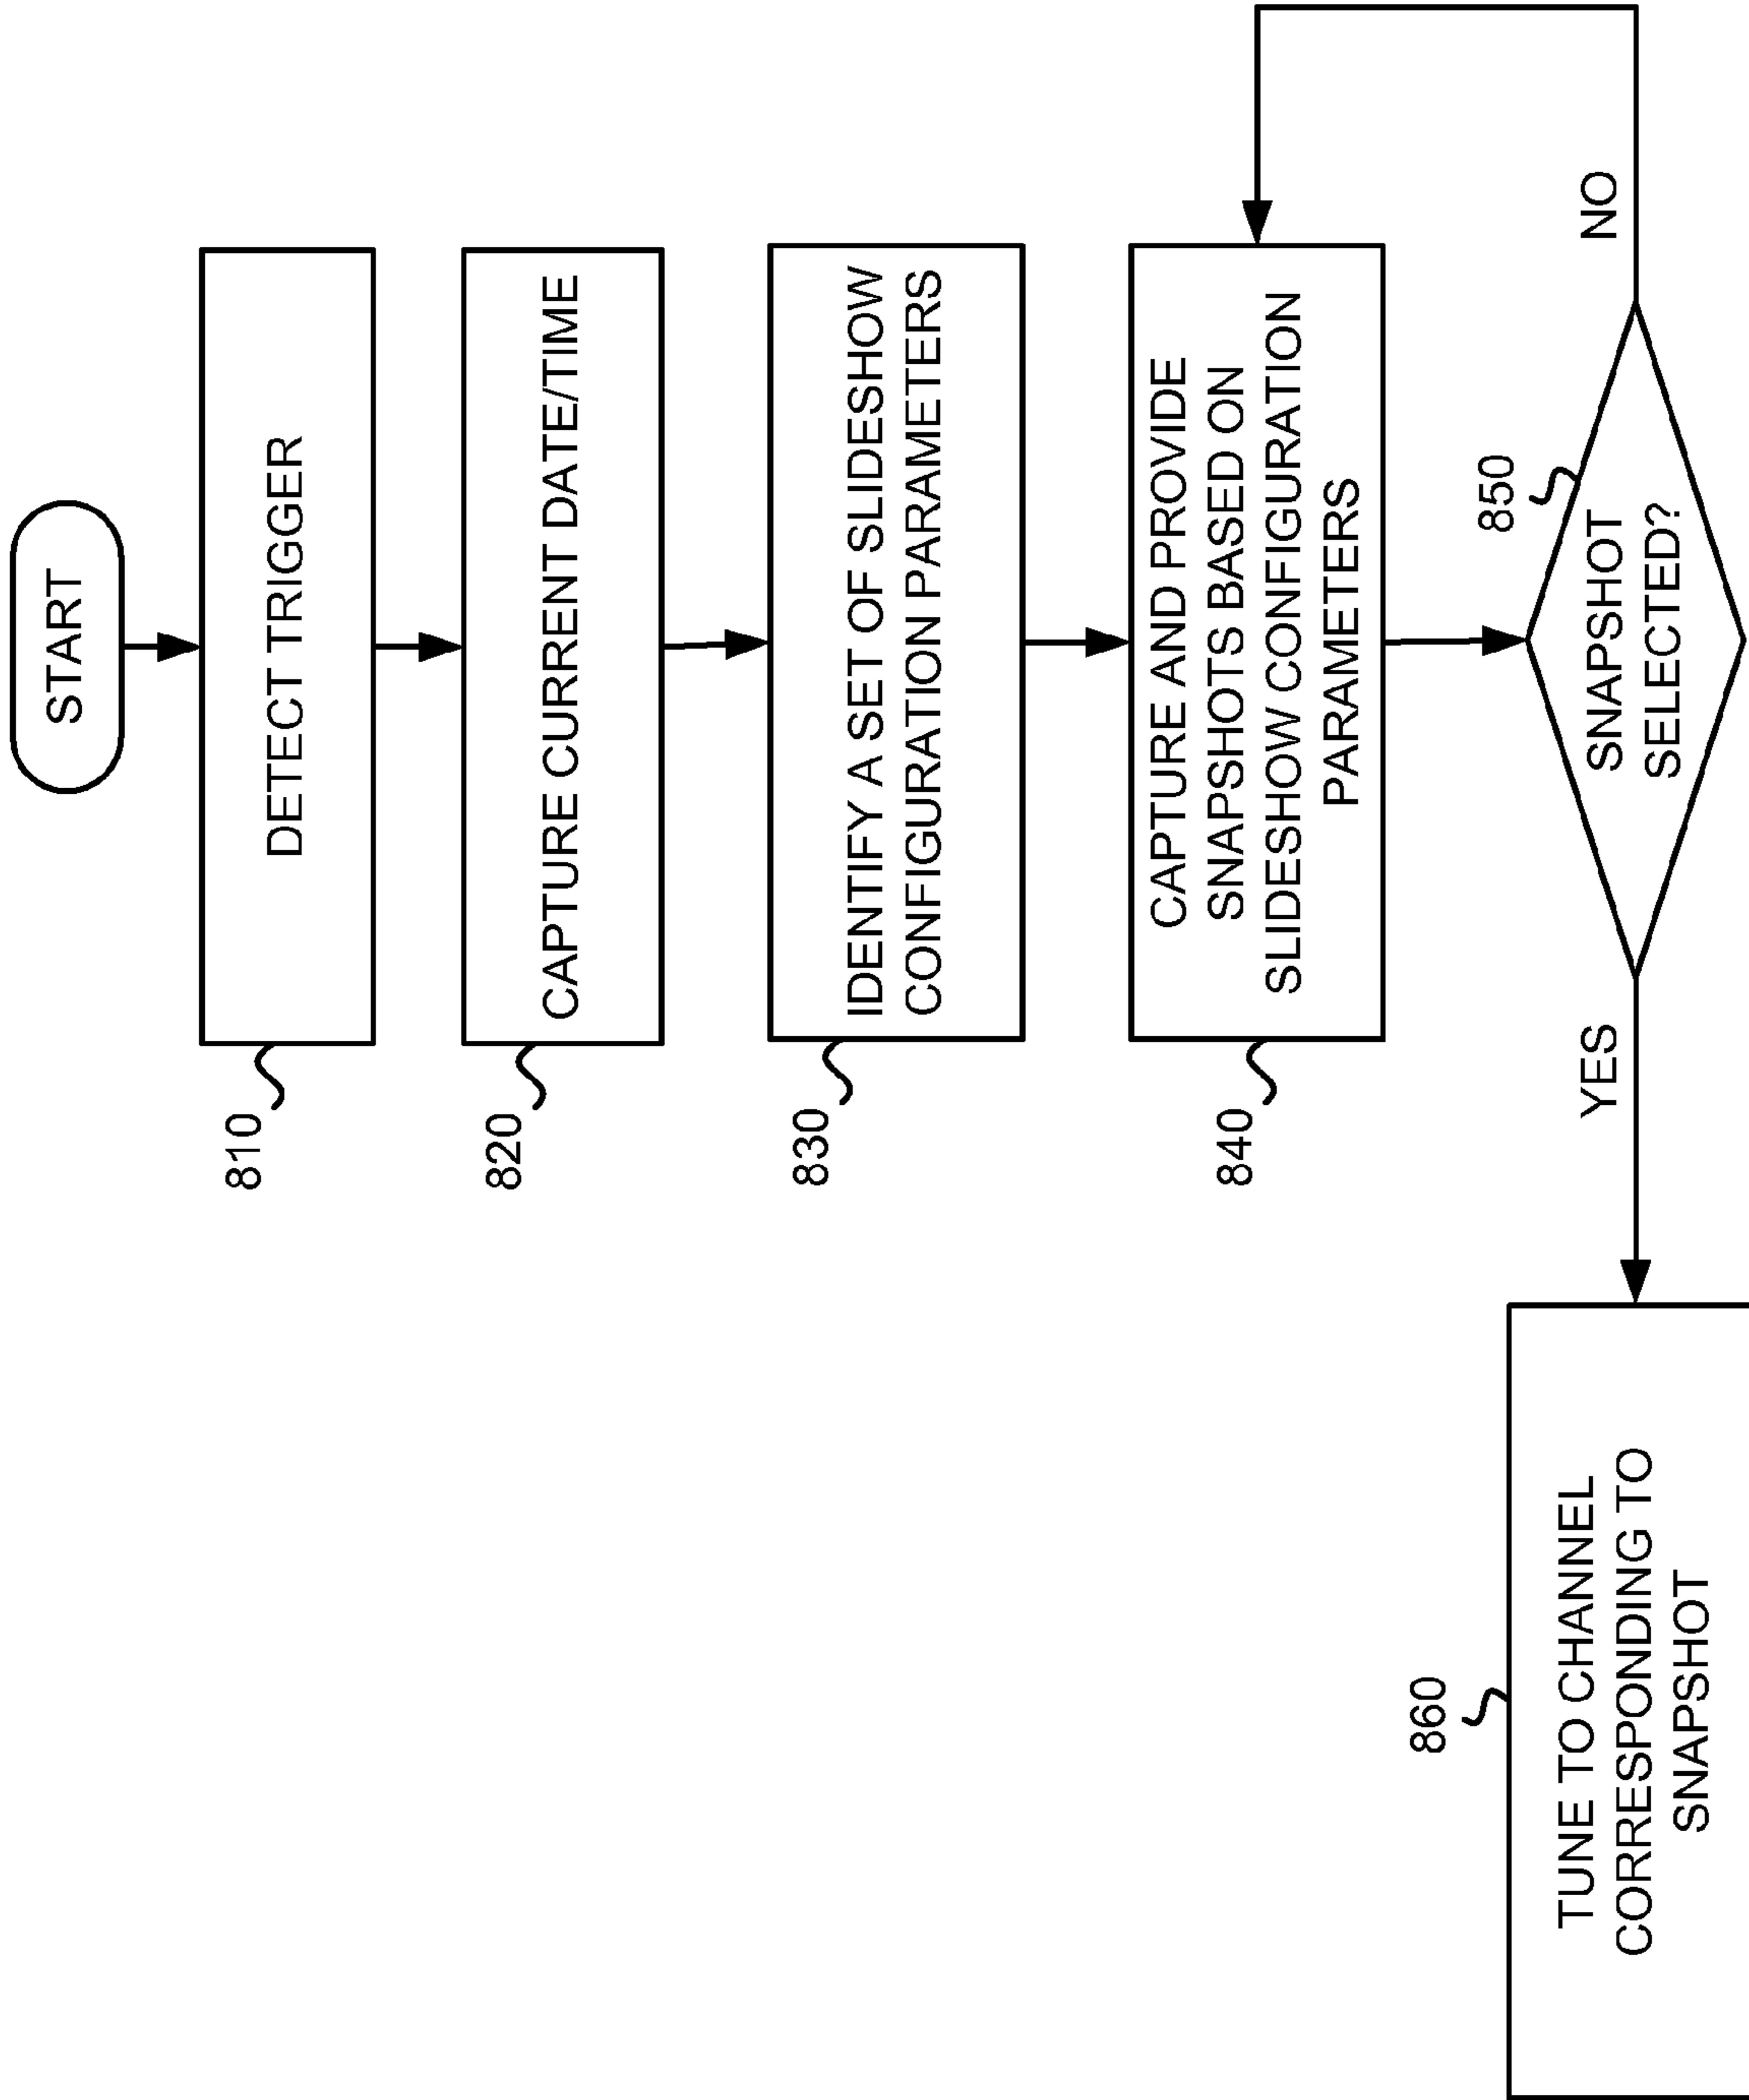 START
810
DETECT TRIGGER
820
CAPTURE CURRENT DATE/TIME
830
IDENTIFY A SET OF SLIDESHOW
CONFIGURATION PARAMETERS
840
CAPTURE AND PROVIDE
SNAPSHOTS BASED ON
SLIDESHOW CONFIGURATION
PARAMETERS
850
SNAPSHOT
SELECTED?
NO
YES
860
TUNE TO CHANNEL
CORRESPONDING TO
SNAPSHOT